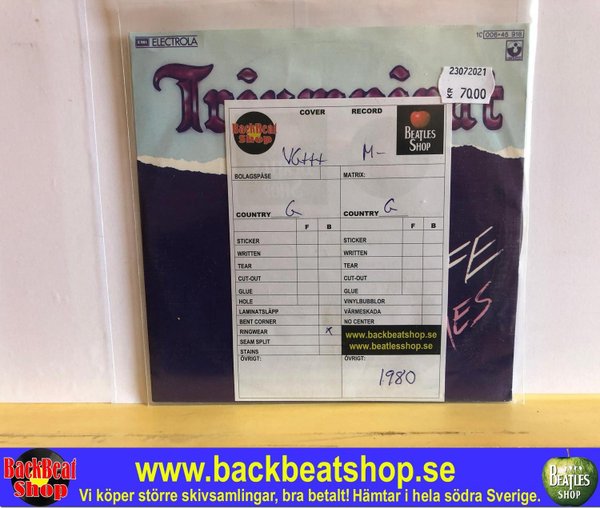 EMI ELECTROLA
1C 008-45 918
23072021
KR 70.00
BackBeat Shop
COVER
RECORD
BEATLES SHOP
VG+++
M-
BOLAGSPÅSE
MATRIX:
COUNTRY G
COUNTRY G
F B
F B
STICKER
STICKER
WRITTEN
WRITTEN
TEAR
TEAR
CUT-OUT
CUT-OUT
GLUE
GLUE
HOLE
VINYLBUBBLOR
LAMINATSLÄPP
VÄRMESKADA
BENT CORNER
NO CENTER
RINGWEAR x
www.backbeatshop.se
SEAM SPLIT
www.beatlesshop.se
STAINS
ÖVRIGT:
ÖVRIGT:
1980
BackBeat Shop
www.backbeatshop.se
Vi köper större skivsamlingar, bra betalt! Hämtar i hela södra Sverige.
BEATLES SHOP